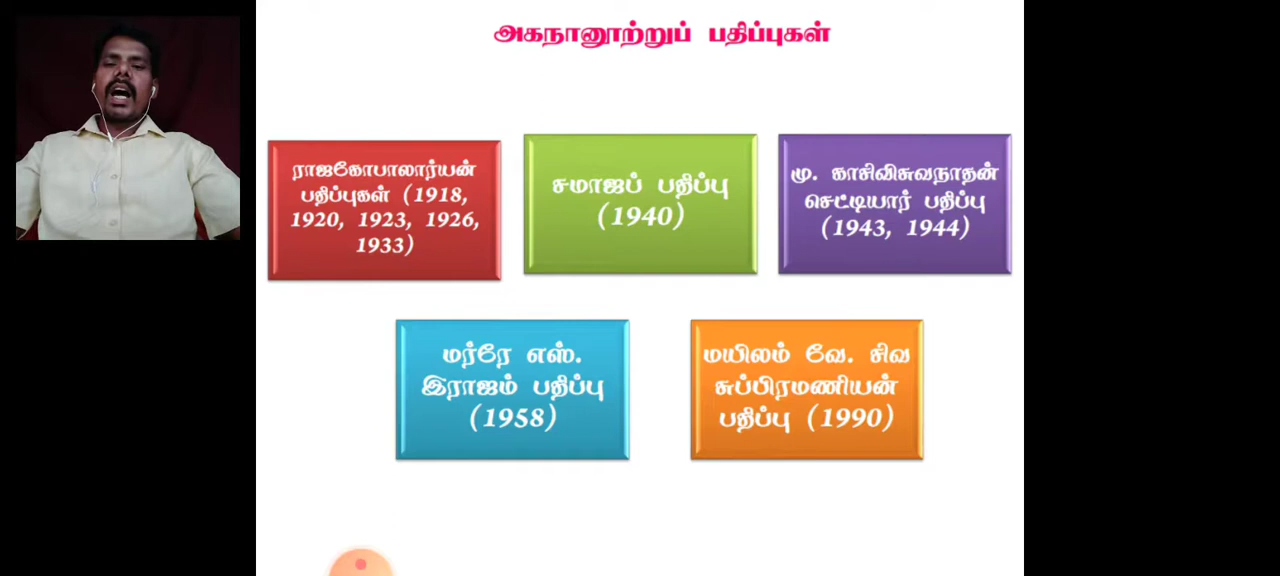 அகநானூற்றுப் பதிப்புகள்
ராஜகோபாலார்யன்
பதிப்புகள் (1918,
1920, 1923, 1926,
1933)
சமாஜப் பதிப்பு
(1940)
மு. காசிவிசுவநாதன்
செட்டியார் பதிப்பு
(1943, 1944)
மர்ரே எஸ்.
இராஜம் பதிப்பு
(1958)
மயிலம் வே. சிவ
சுப்பிரமணியன்
பதிப்பு (1990)